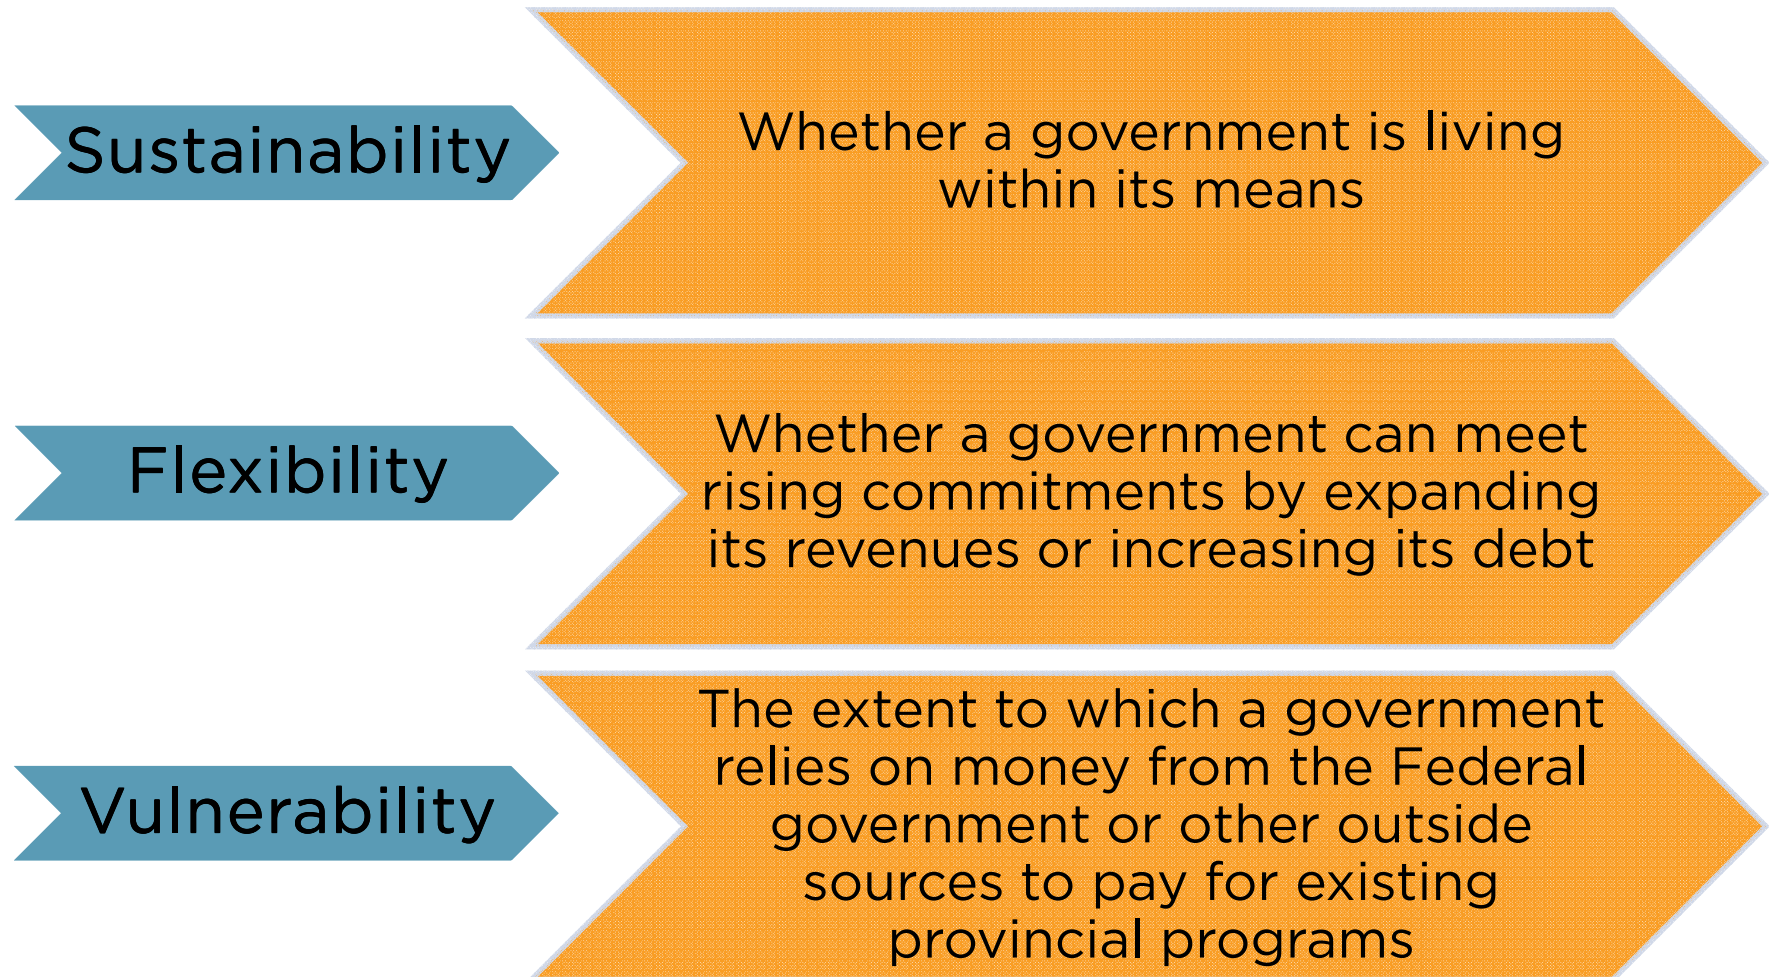 Sustainability
Whether a government is living
within its means
Flexibility
Whether a government can meet
rising commitments by expanding
its revenues or increasing its debt
Vulnerability
The extent to which a government
relies on money from the Federal
government or other outside
sources to pay for existing
provincial programs